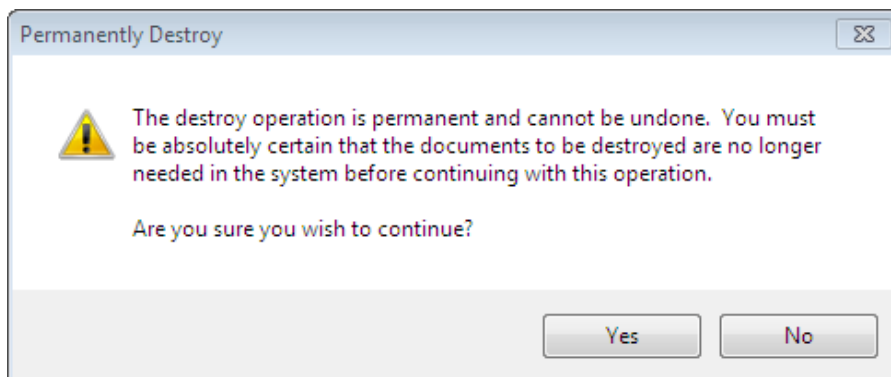 Permanently Destroy
The destroy operation is permanent and cannot be undone.  You must
be absolutely certain that the documents to be destroyed are no longer
needed in the system before continuing with this operation.
Are you sure you wish to continue?
Yes No